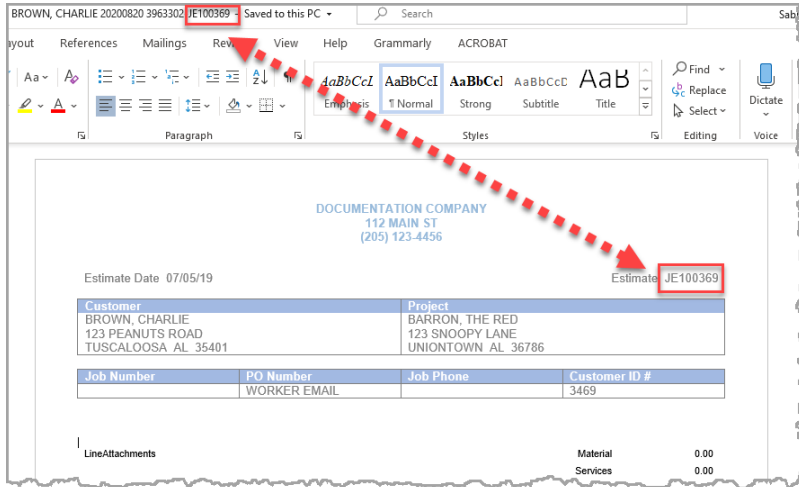 BROWN, CHARLIE 20200820 3963302 JE100369 - Saved to this PC Search
References Mailings View Help Grammarly ACROBAT
Aa
AaBbCcI AaBbCcI AaBbCcI AaBbCcD AaB Find
Replace
Emphasis ¶ Normal Strong Subtitle Title Select Dictate
Paragraph Styles Editing Voice
DOCUMENTATION COMPANY
112 MAIN ST
(205) 123-4456
Estimate Date 07/05/19 Estimate JE100369
Customer Project
BROWN, CHARLIE BARRON, THE RED
123 PEANUTS ROAD 123 SNOOPY LANE
TUSCALOOSA AL 35401 UNIONTOWN AL 36786
Job Number PO Number Job Phone Customer ID #
WORKER EMAIL 3469
LineAttachments Material 0.00
Services 0.00